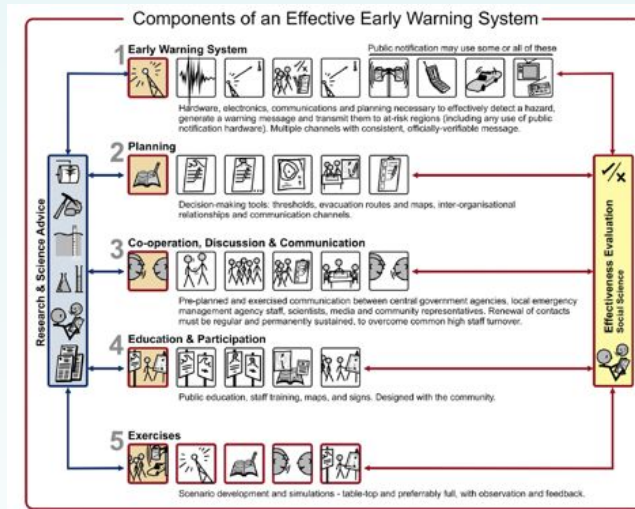 Components of an Effective Early Warning System
1 Early Warning System
Public notification may use some or all of these
Hardware, electronics, communications and planning necessary to effectively detect a hazard,
generate a warning message and transmit them to at-risk regions (including any use of public
notification hardware). Multiple channels with consistent, officially-verifiable message.
2 Planning
Decision-making tools: thresholds, evacuation routes and maps, inter-organisational
relationships and communication channels.
3 Co-operation, Discussion & Communication
Pre-planned and exercised communication between central government agencies, local emergency
management agency staff, scientists, media and community representatives. Renewal of contacts
must be regular and permanently sustained, to overcome common high staff turnover.
4 Education & Participation
Public education, staff training, maps, and signs. Designed with the community.
5 Exercises
Scenario development and simulations - table-top and preferrably full, with observation and feedback.
Research & Science Advice
Effectiveness Evaluation
Social Science